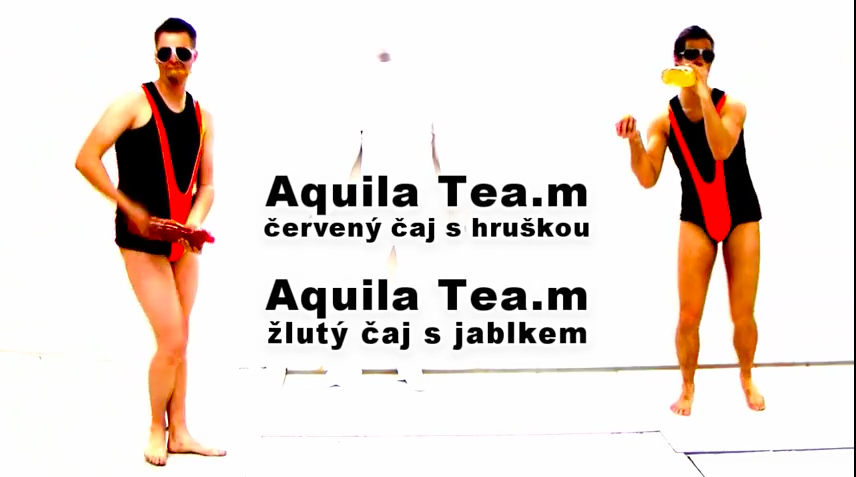 Aquila Tea.m
červený čaj s hruškou
Aquila Tea.m
žlutý čaj s jablkem